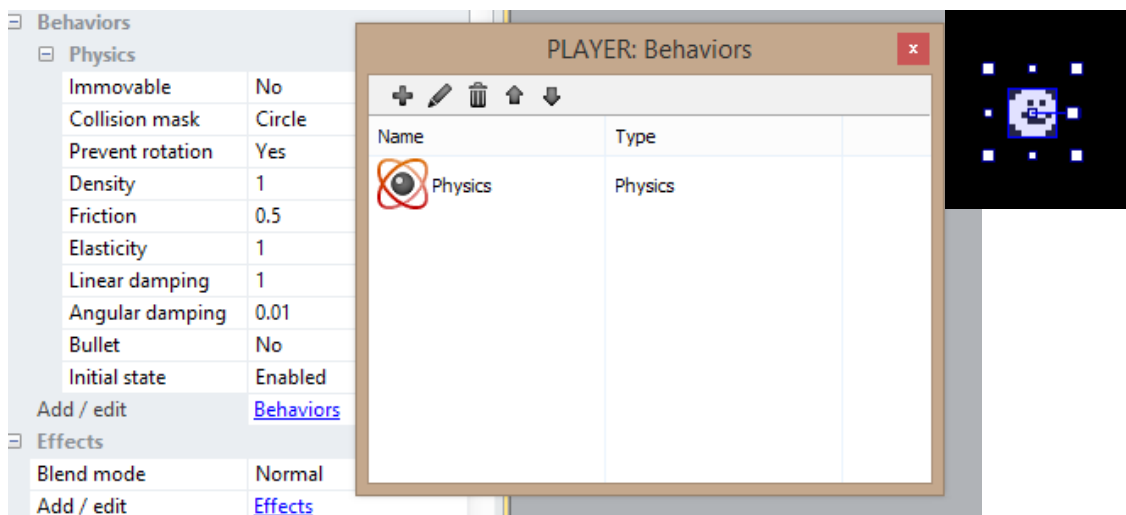 Behaviors
Physics
Immovable No
Collision mask Circle
Prevent rotation Yes
Density 1
Friction 0.5
Elasticity 1
Linear damping 1
Angular damping 0.01
Bullet No
Initial state Enabled
Add / edit Behaviors
Effects
Blend mode Normal
Add / edit Effects
PLAYER: Behaviors x
Name Type
Physics Physics